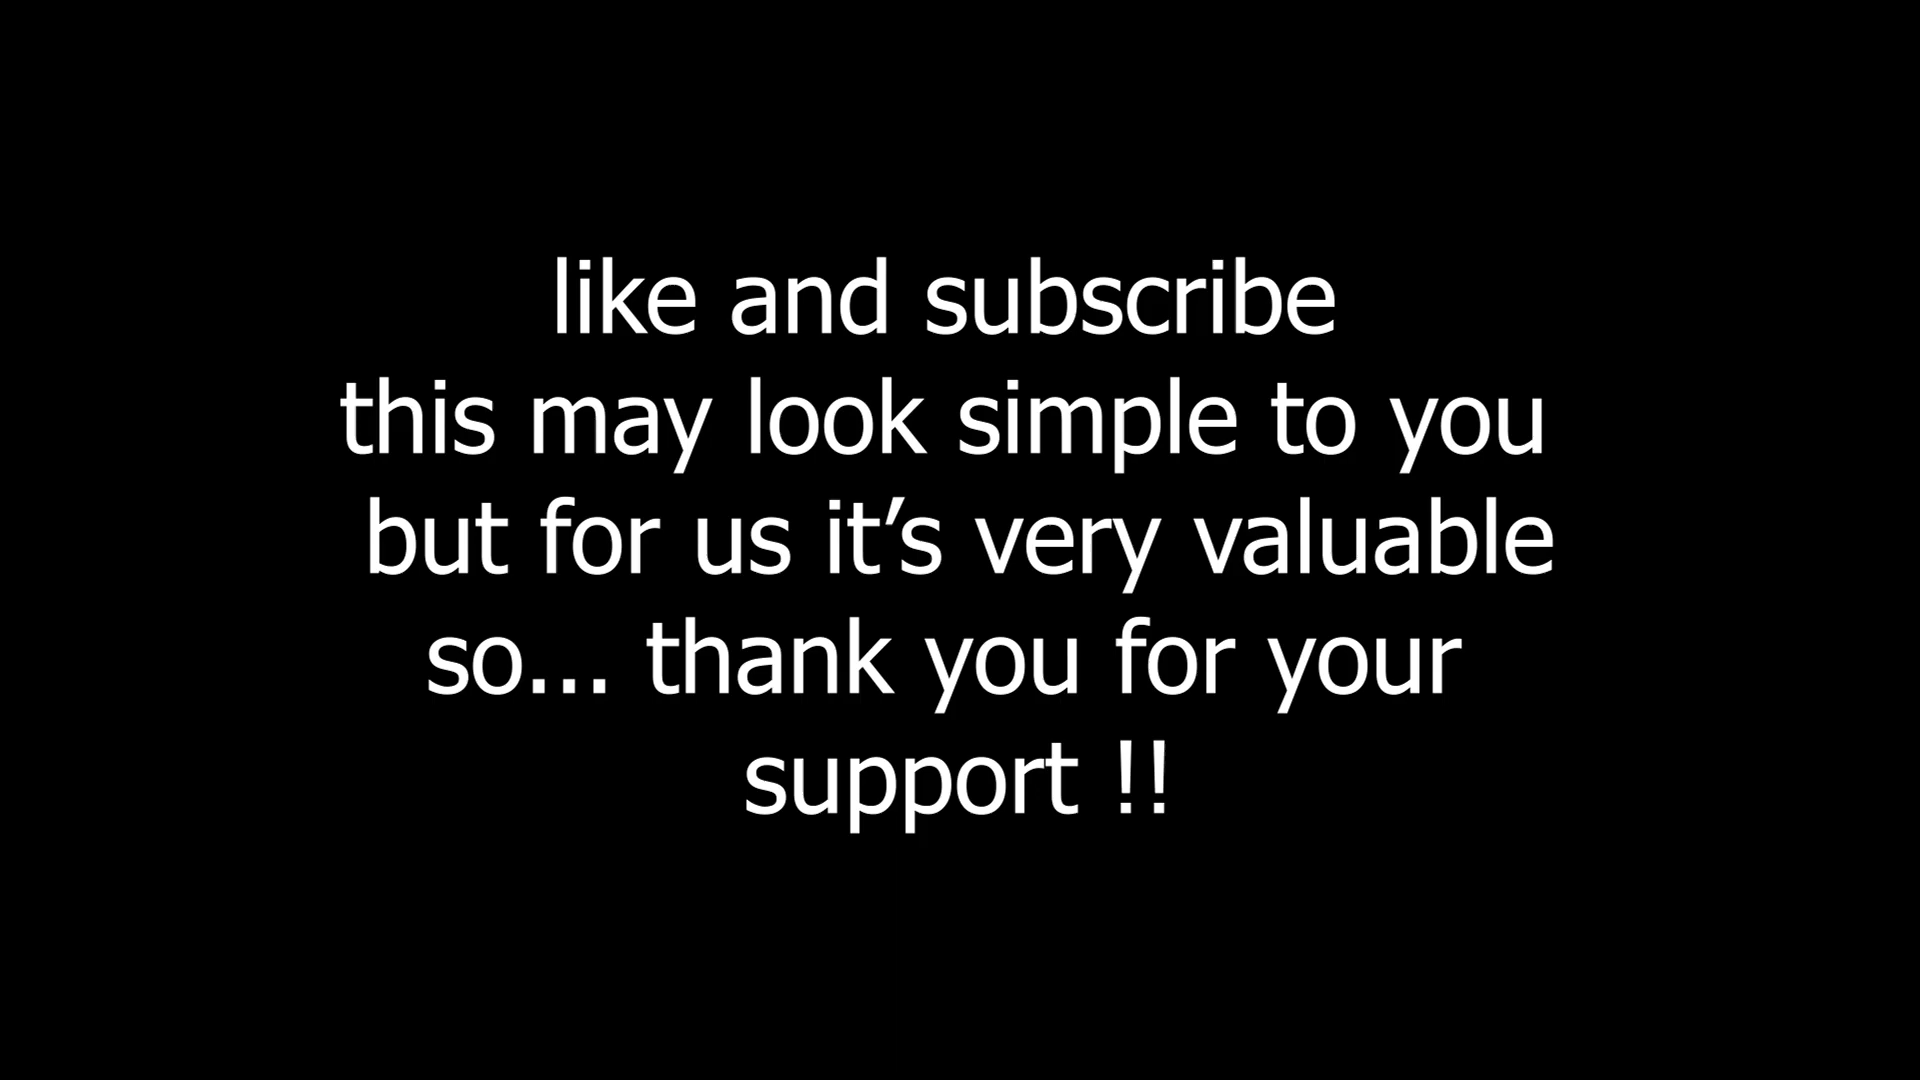 like and subscribe
this may look simple to you
but for us it’s very valuable
so... thank you for your
support !!